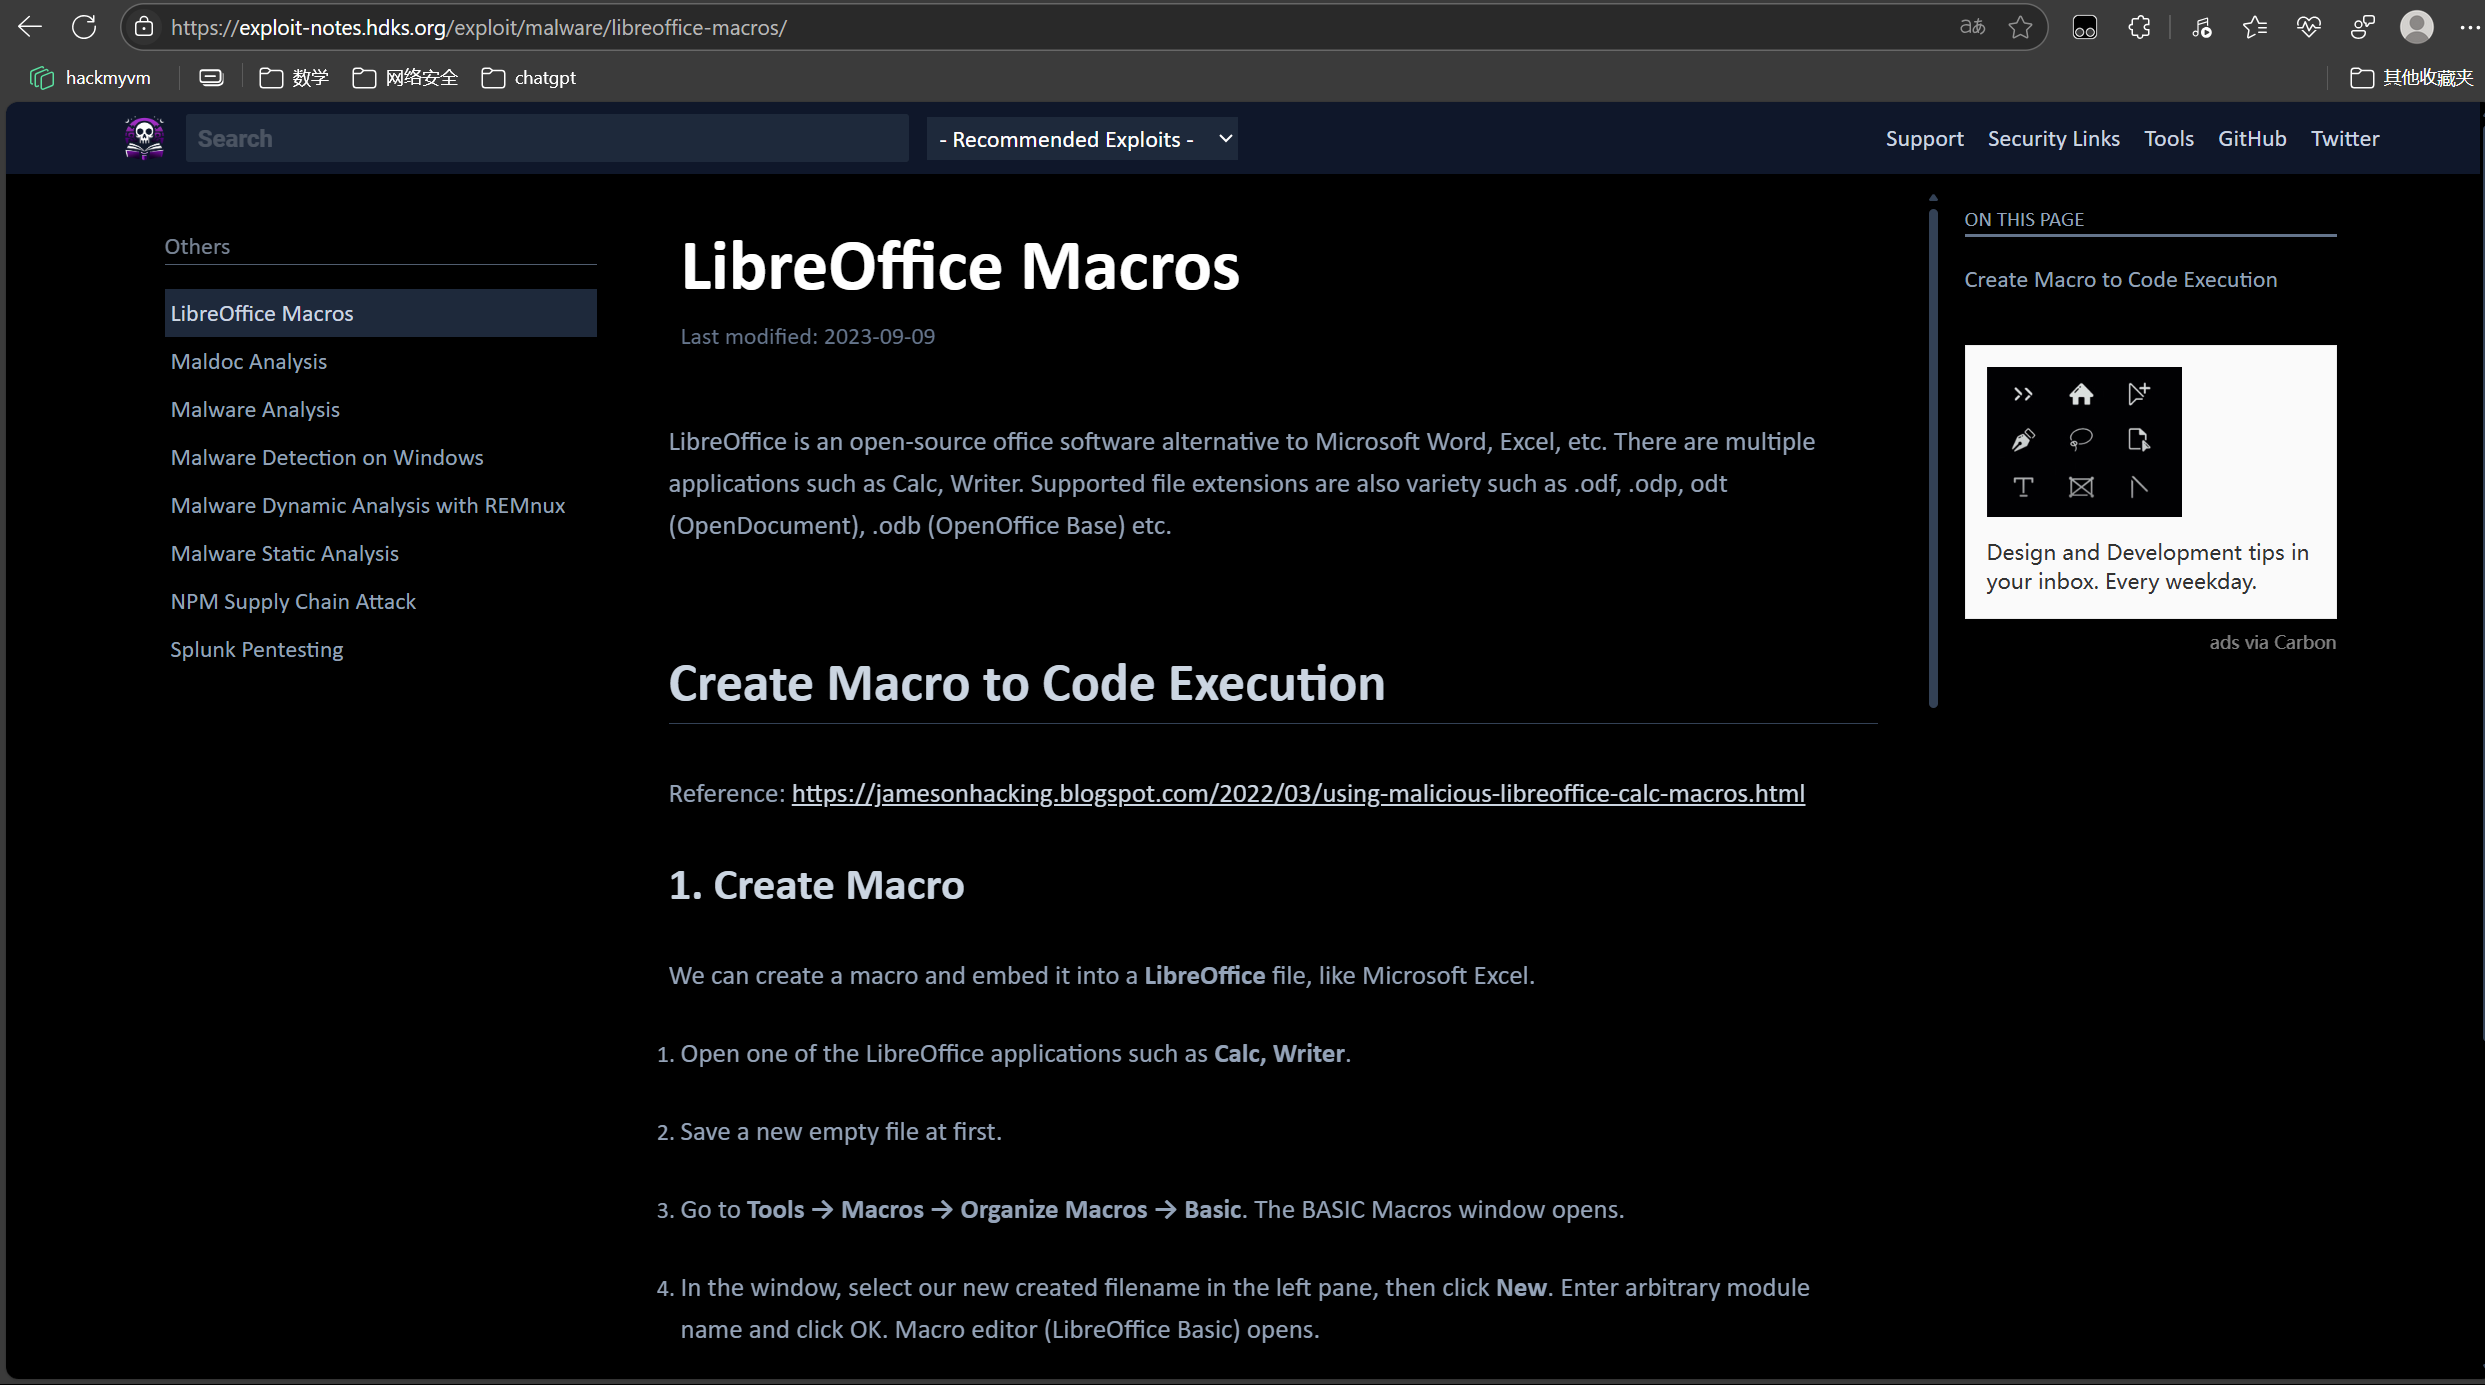 https://exploit-notes.hdks.org/exploit/malware/libreoffice-macros/
aあ
hackmyvm
数学
网络安全
chatgpt
其他收藏夹
Search
- Recommended Exploits -
Support
Security Links
Tools
GitHub
Twitter
Others
LibreOffice Macros
Maldoc Analysis
Malware Analysis
Malware Detection on Windows
Malware Dynamic Analysis with REMnux
Malware Static Analysis
NPM Supply Chain Attack
Splunk Pentesting
LibreOffice Macros
Last modified: 2023-09-09
LibreOffice is an open-source office software alternative to Microsoft Word, Excel, etc. There are multiple
applications such as Calc, Writer. Supported file extensions are also variety such as .odf, .odp, odt
(OpenDocument), .odb (OpenOffice Base) etc.
Create Macro to Code Execution
Reference: https://jamesonhacking.blogspot.com/2022/03/using-malicious-libreoffice-calc-macros.html
1. Create Macro
We can create a macro and embed it into a LibreOffice file, like Microsoft Excel.
1. Open one of the LibreOffice applications such as Calc, Writer.
2. Save a new empty file at first.
3. Go to Tools → Macros → Organize Macros → Basic. The BASIC Macros window opens.
4. In the window, select our new created filename in the left pane, then click New. Enter arbitrary module
name and click OK. Macro editor (LibreOffice Basic) opens.
ON THIS PAGE
Create Macro to Code Execution
Design and Development tips in
your inbox. Every weekday.
ads via Carbon